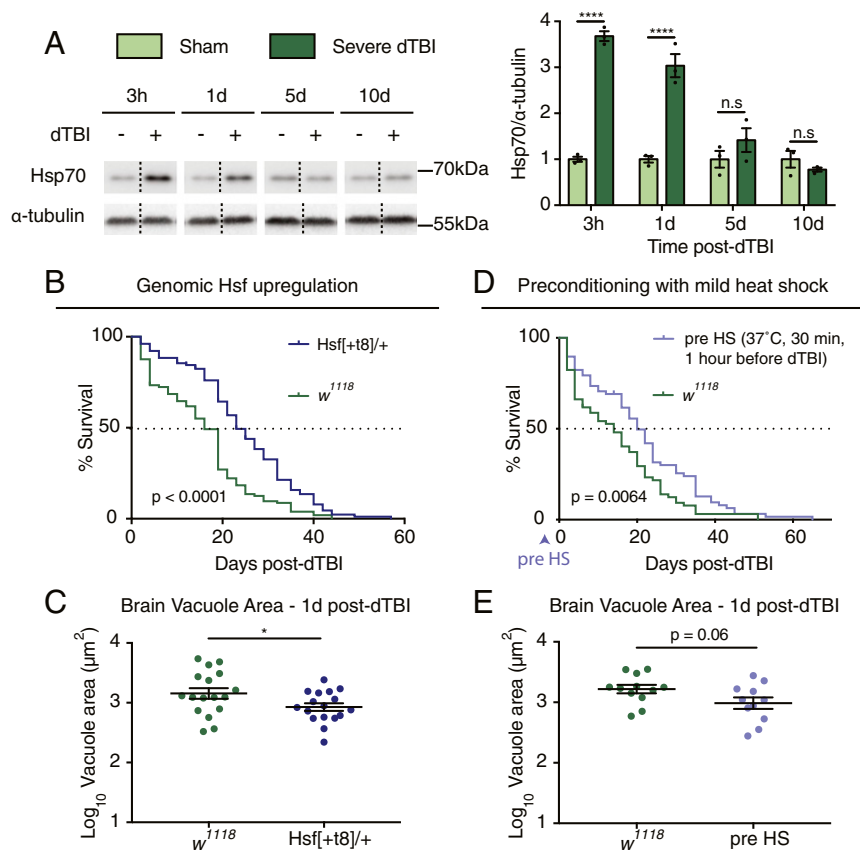 A
Sham
Severe dTBI
3h 1d 5d 10d
dTBI - + - + - + - +
Hsp70
α-tubulin
70kDa
55kDa
Hsp70/α-tubulin
4
3
2
1
0
****
****
n.s
n.s
3h 1d 5d 10d
Time post-dTBI
B
Genomic Hsf upregulation
% Survival
100
50
0
Hsf[+t8]/+
w1118
p < 0.0001
0 20 40 60
Days post-dTBI
D
Preconditioning with mild heat shock
% Survival
100
50
0
pre HS (37˚C, 30 min,
1 hour before dTBI)
w1118
p = 0.0064
0 20 40 60
pre HS
Days post-dTBI
C
Brain Vacuole Area - 1d post-dTBI
Log10 Vacuole area (µm2)
4
3
2
1
*
w1118
Hsf[+t8]/+
E
Brain Vacuole Area - 1d post-dTBI
Log10 Vacuole area (µm2)
4
3
2
1
p = 0.06
w1118
pre HS